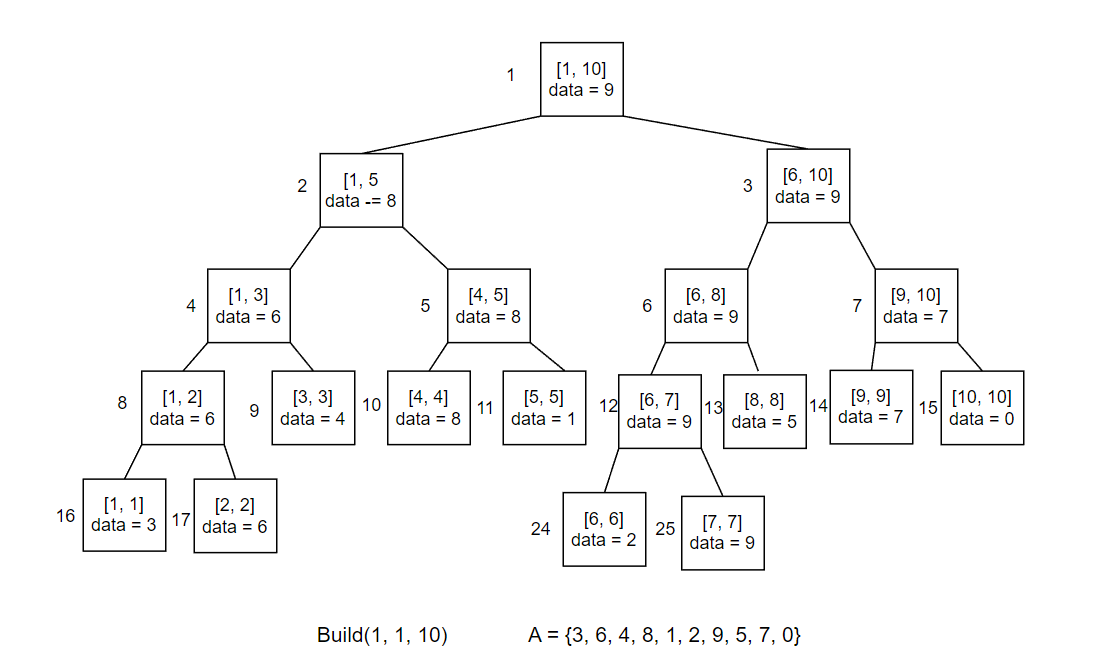 1
[1, 10]
data = 9
2
[1, 5
data -= 8
3
[6, 10]
data = 9
4
[1, 3]
data = 6
5
[4, 5]
data = 8
6
[6, 8]
data = 9
7
[9, 10]
data = 7
8
[1, 2]
data = 6
9
[3, 3]
data = 4
10
[4, 4]
data = 8
11
[5, 5]
data = 1
12
[6, 7]
data = 9
13
[8, 8]
data = 5
14
[9, 9]
data = 7
15
[10, 10]
data = 0
16
[1, 1]
data = 3
17
[2, 2]
data = 6
24
[6, 6]
data = 2
25
[7, 7]
data = 9
Build(1, 1, 10)
A = {3, 6, 4, 8, 1, 2, 9, 5, 7, 0}